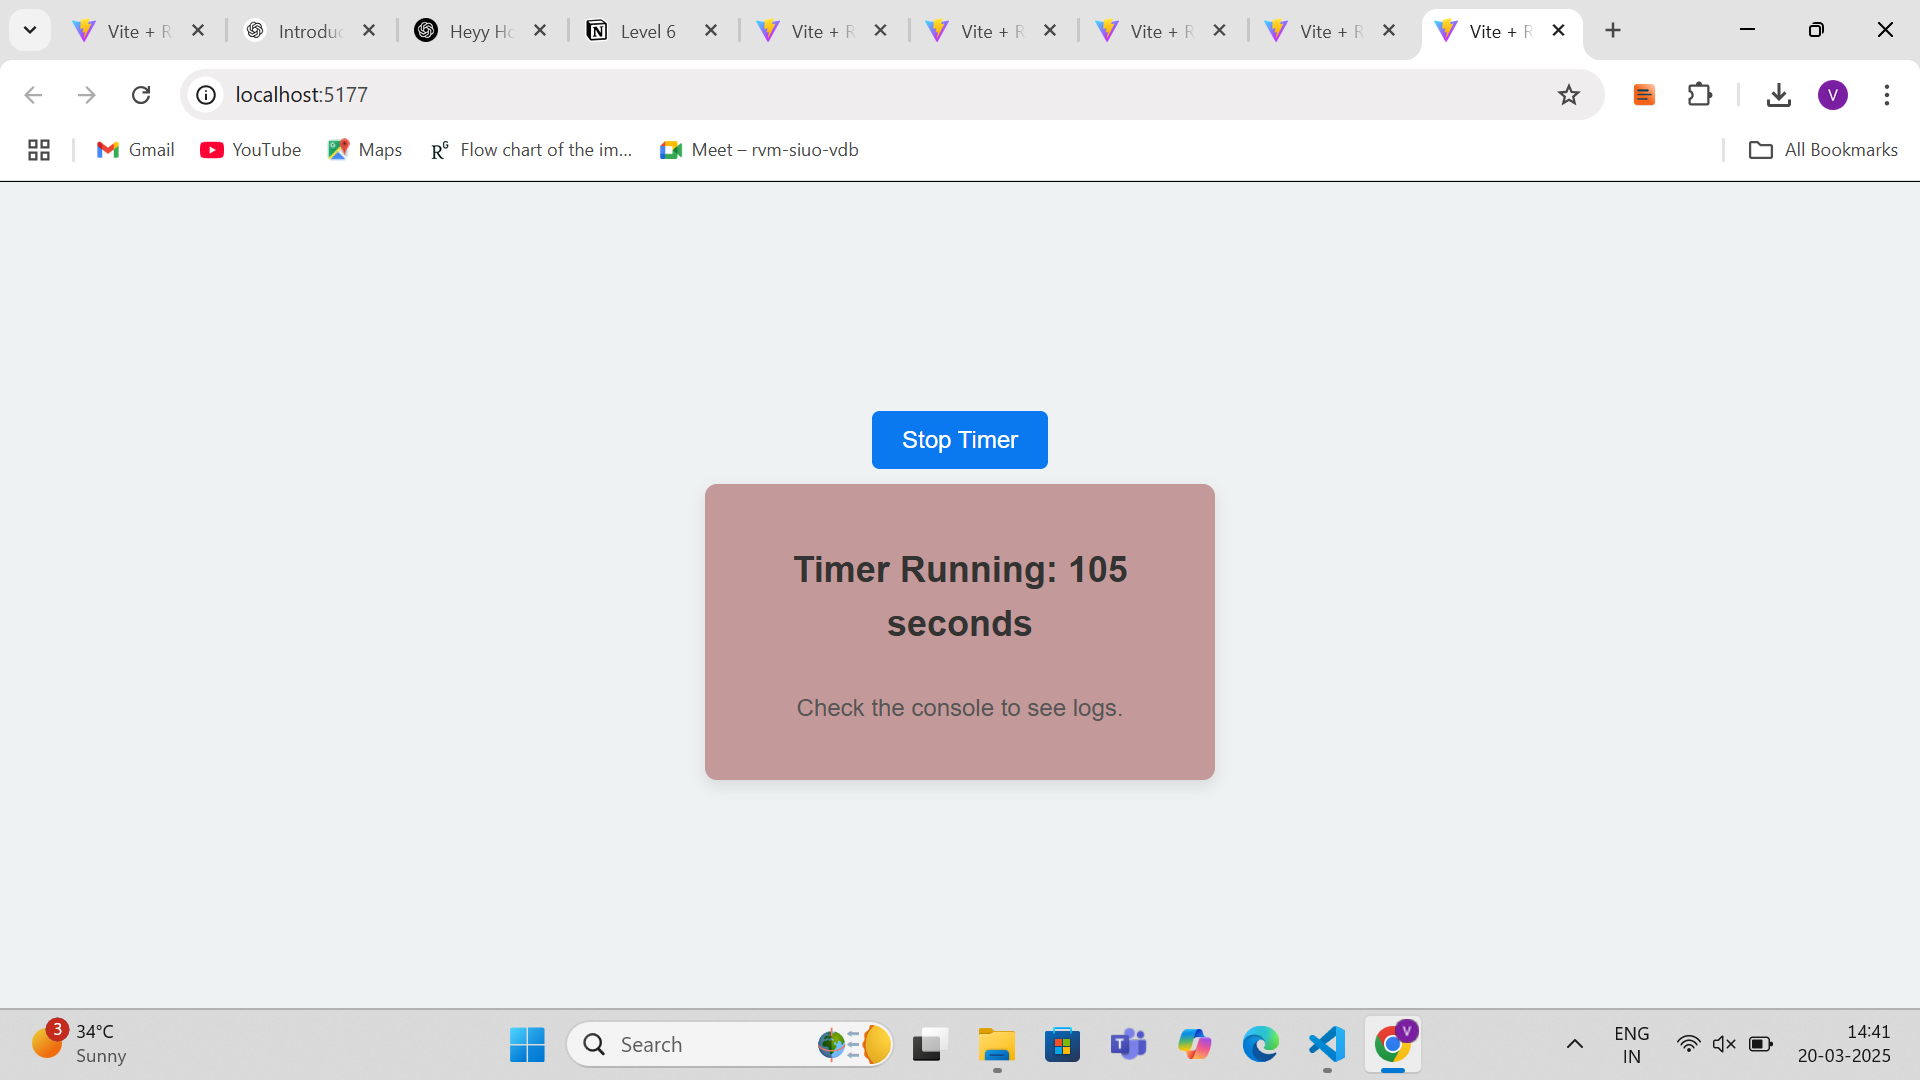 Vite + R
Introduc
Heyy Ho
Level 6
Vite + R
Vite + R
Vite + R
Vite + R
Vite + R
localhost:5177
V
Gmail
YouTube
Maps
Flow chart of the im...
Meet – rvm-siuo-vdb
All Bookmarks
Stop Timer
Timer Running: 105
seconds
Check the console to see logs.
3
34°C
Sunny
Search
V
ENG
IN
14:41
20-03-2025